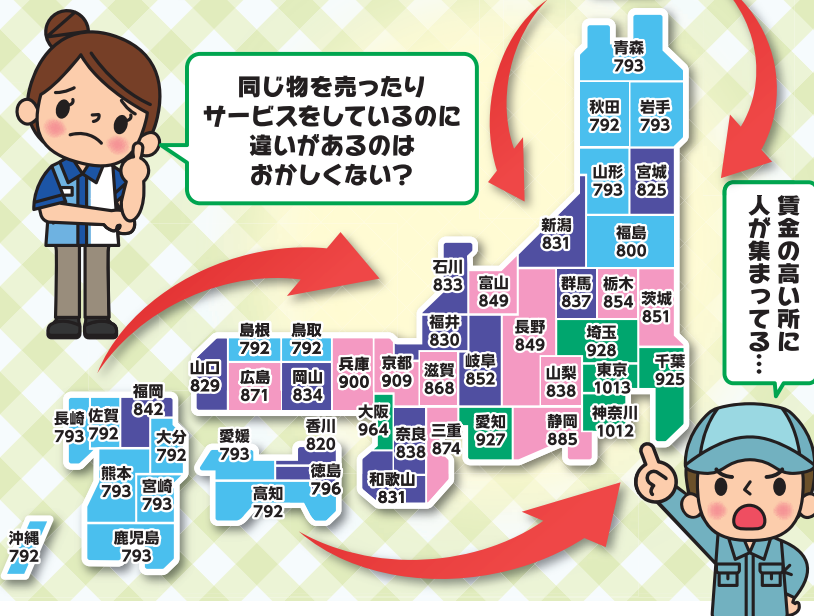 同じ物を売ったり
サービスをしているのに
違いがあるのは
おかしくない？
賃金の高い所に
人が集まってる…
青森
793
秋田
792
岩手
793
山形
793
宮城
825
新潟
831
福島
800
石川
833
富山
849
群馬
837
栃木
854
茨城
851
福井
830
長野
849
埼玉
928
島根
792
鳥取
792
兵庫
900
京都
909
滋賀
868
岐阜
852
山梨
838
東京
1013
千葉
925
山口
829
広島
871
岡山
834
大阪
964
奈良
838
三重
874
愛知
927
静岡
885
神奈川
1012
和歌山
831
福岡
842
長崎
793
佐賀
792
大分
792
熊本
793
宮崎
793
鹿児島
793
沖縄
792
愛媛
793
香川
820
徳島
796
高知
792